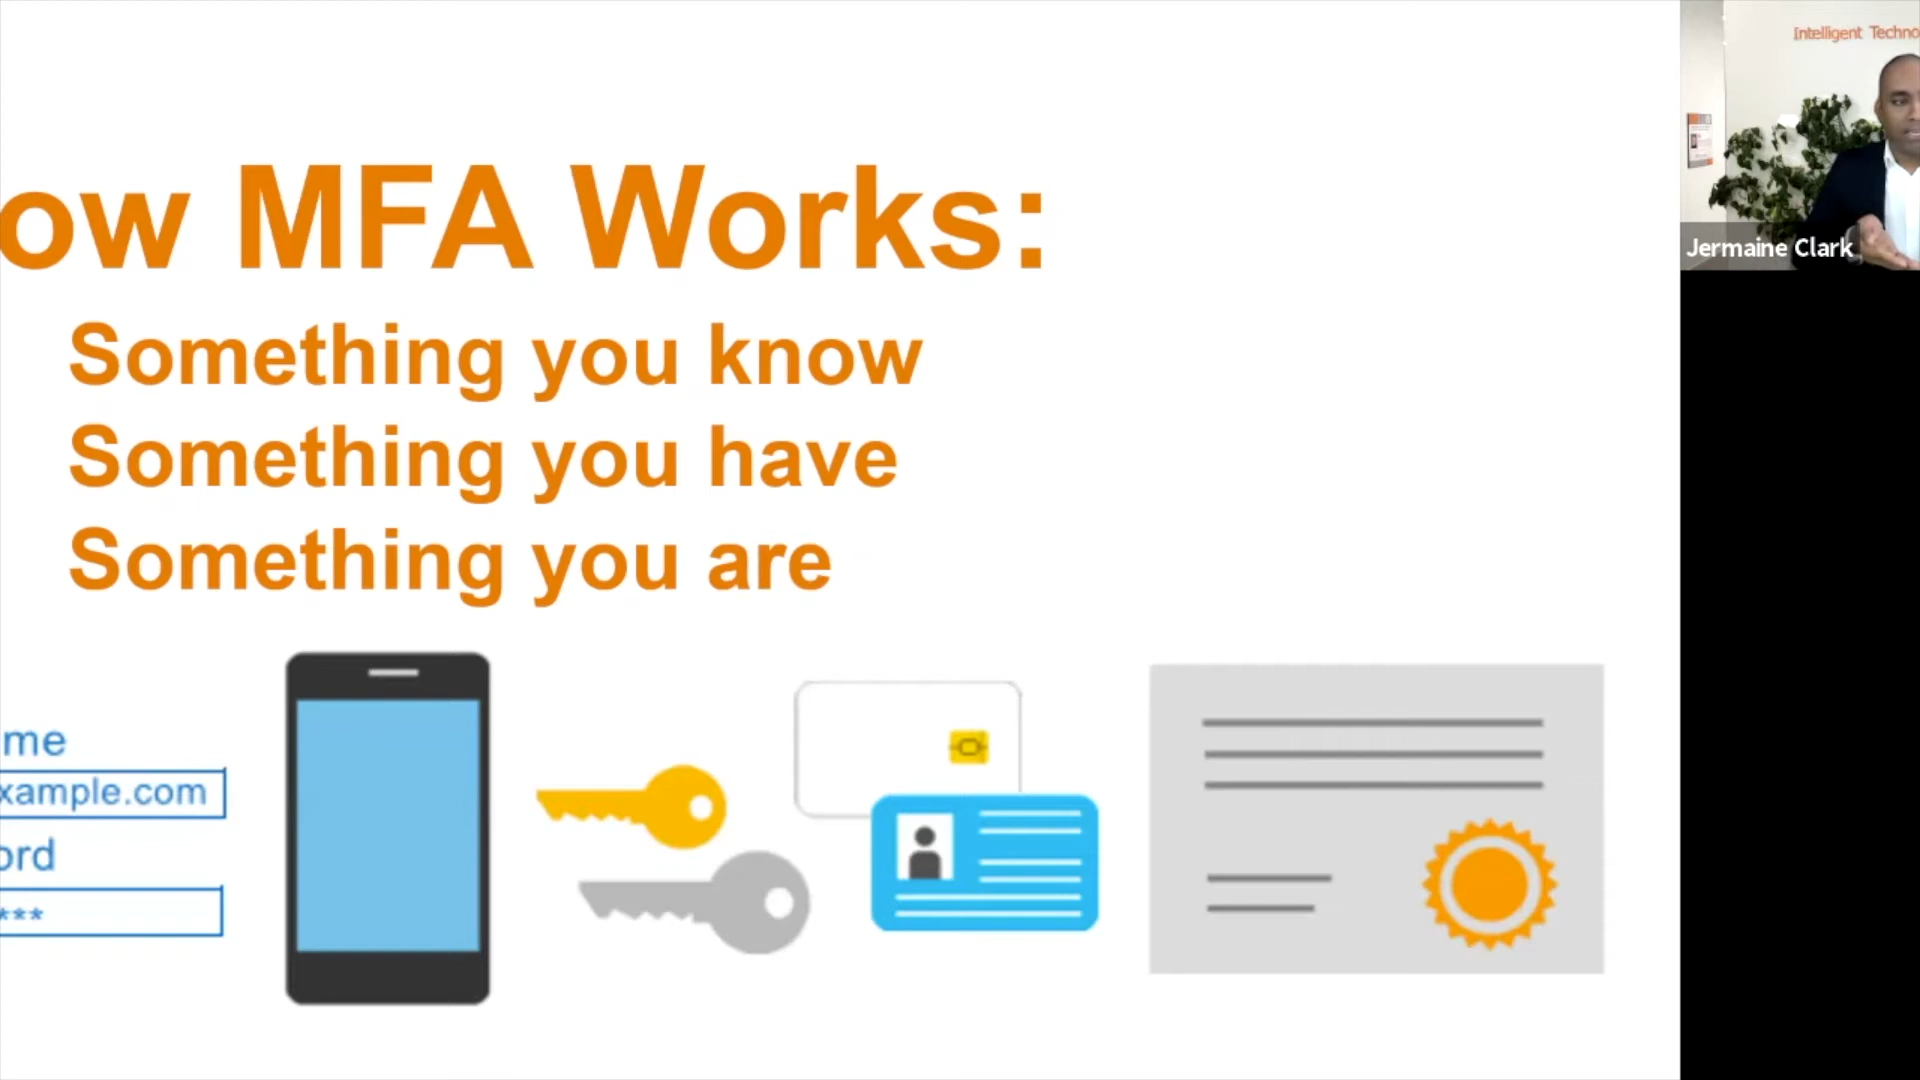 ow MFA Works:
Something you know
Something you have
Something you are
me
xample.com
ord
***
Intelligent Techno
Jermaine Clark